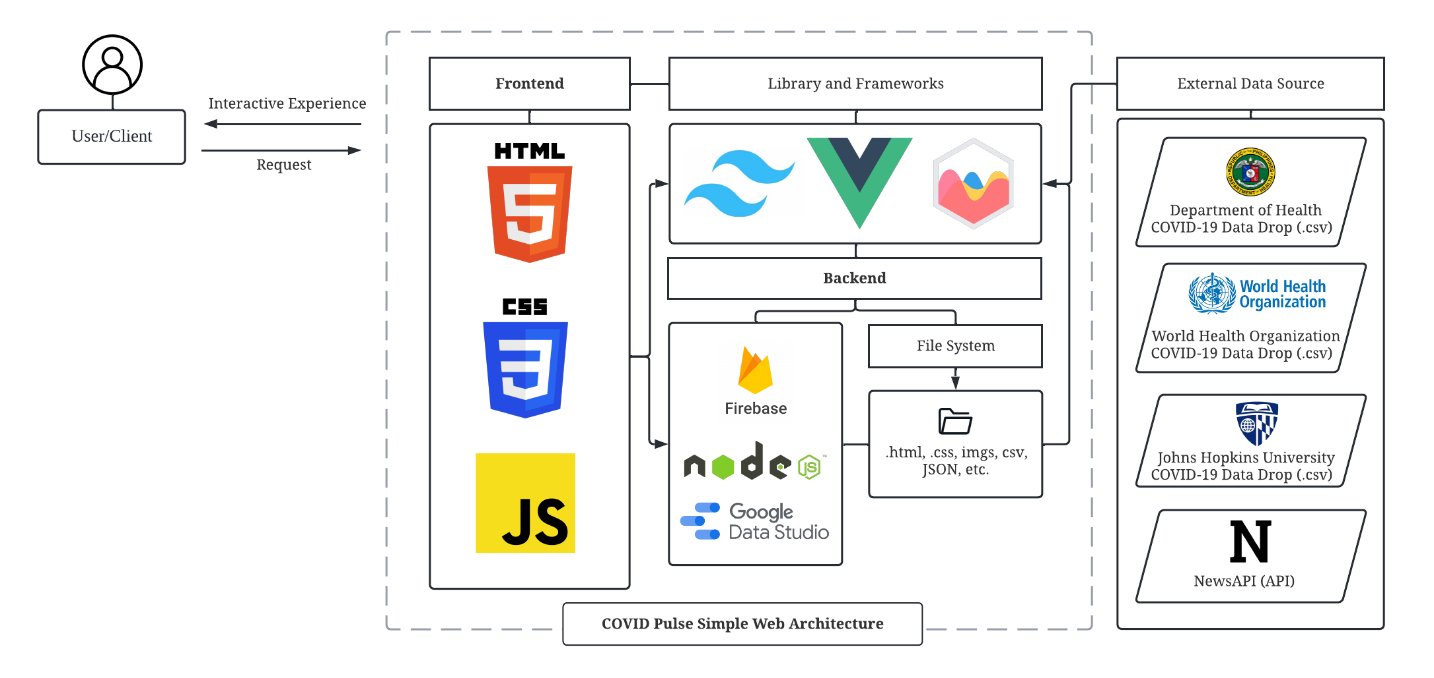 User/Client
Interactive Experience
Request
Frontend
HTML
5
CSS
3
JS
Library and Frameworks
Backend
Firebase
node
JS
™
Google
Data Studio
File System
.html, .css, imgs, csv,
JSON, etc.
External Data Source
Department of Health
COVID-19 Data Drop (.csv)
World Health
Organization
World Health Organization
COVID-19 Data Drop (.csv)
Johns Hopkins University
COVID-19 Data Drop (.csv)
N
NewsAPI (API)
COVID Pulse Simple Web Architecture